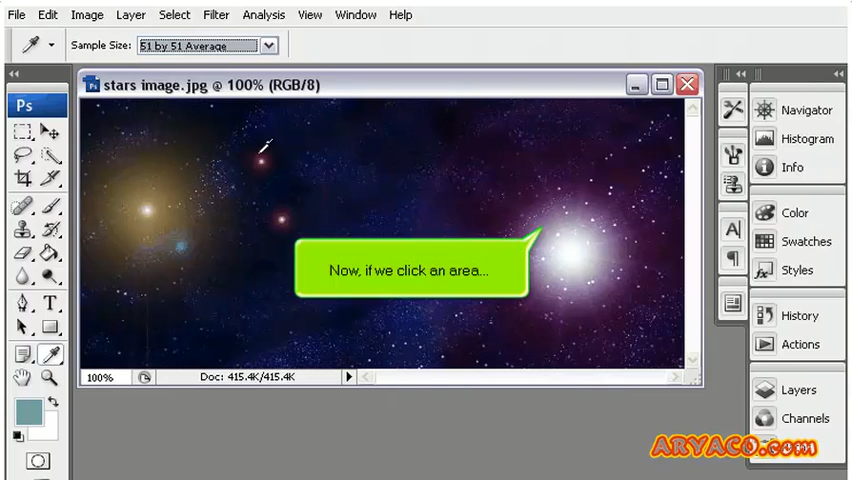 File Edit Image Layer Select Filter Analysis View Window Help
Sample Size: 51 by 51 Average
Ps stars image.jpg @ 100% (RGB/8)
Ps
Navigator
Histogram
Info
Color
Swatches
Styles
History
Actions
Layers
Channels
Now, if we click an area...
100% Doc: 415.4K/415.4K
ARYACO.com